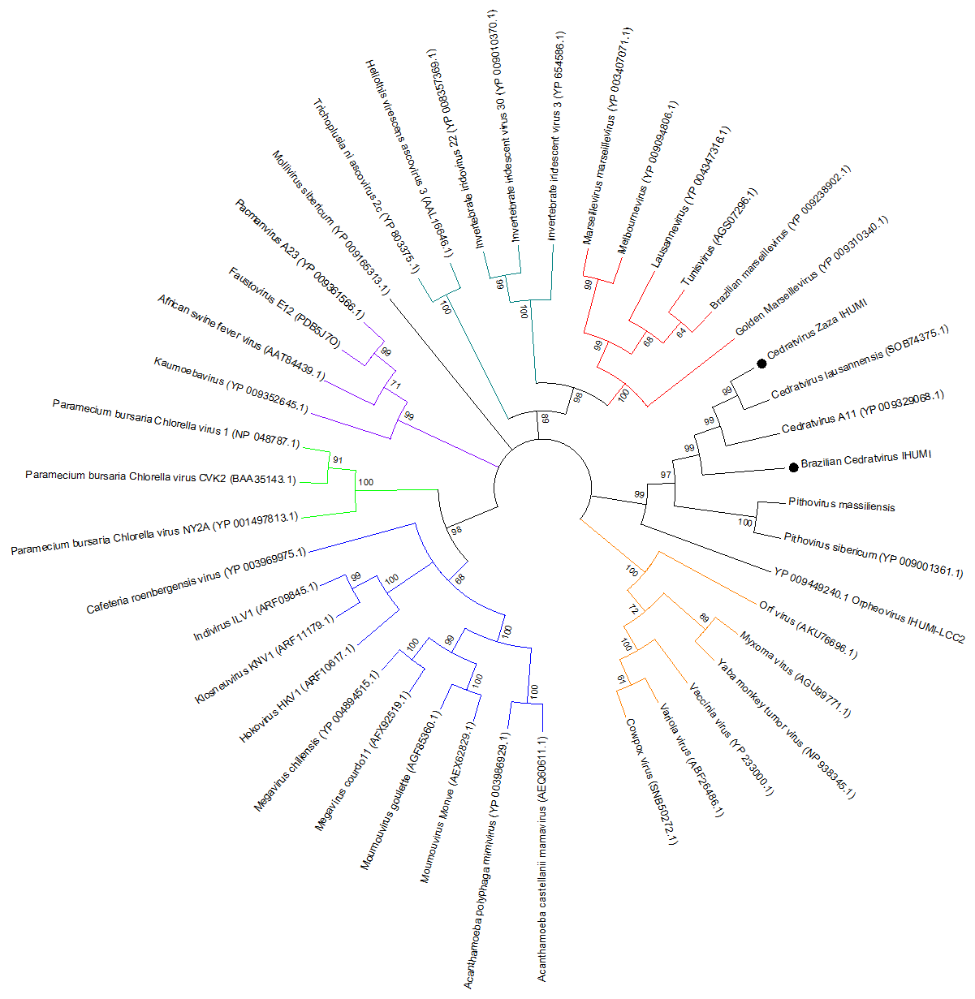 Heliothis virescens ascovirus 3 (AAL16646.1)
Invertebrate iridovirus 22 (YP 008357369.1)
Invertebrate iridescent virus 30 (YP 009010370.1)
Invertebrate iridescent virus 3 (YP 654586.1)
Marseillevirus marseillevirus (YP 003407071.1)
Melbournevirus (YP 009094806.1)
Lausannevirus (YP 004347316.1)
Tunisvirus (AGS07296.1)
Brazilian marseillevirus (YP 009238902.1)
Golden Marseillevirus (YP 009310340.1)
Cedratvirus Zaza IHUMI
Cedratvirus lausannensis (SOB74375.1)
Cedratvirus A11 (YP 009329068.1)
Brazilian Cedratvirus IHUMI
Pithovirus massiliensis
Pithovirus sibericum (YP 009001361.1)
YP 009449240.1 Orpheovirus IHUMI-LCC2
Orf virus (AKU76696.1)
Myxoma virus (AGU99771.1)
Yaba monkey tumor virus (NP 938345.1)
Vaccinia virus (YP 233000.1)
Variola virus (ABF26486.1)
Cowpox virus (SNB50272.1)
Acanthamoeba castellanii mamavirus (AEQ60611.1)
Acanthamoeba polyphaga mimivirus (YP 003986929.1)
Moumouvirus Monve (AEX62829.1)
Moumouvirus goulette (AGF85360.1)
Megavirus courdo11 (AFX92519.1)
Megavirus chiliensis (YP 004894515.1)
Hokovirus HKV1 (ARF10617.1)
Klosneuvirus KNV1 (ARF11179.1)
Indivirus ILV1 (ARF09845.1)
Cafeteria roenbergensis virus (YP 003969975.1)
Paramecium bursaria Chlorella virus NY2A (YP 001497813.1)
Paramecium bursaria Chlorella virus CVK2 (BAA35143.1)
Paramecium bursaria Chlorella virus 1 (NP 048787.1)
Kaumoebavirus (YP 009352645.1)
African swine fever virus (AAT84439.1)
Faustovirus E12 (PDB5J7O)
Pacmanvirus A23 (YP 009361566.1)
Mollivirus sibericum (YP 009165313.1)
Trichoplusia ni ascovirus 2c (YP 803375.1)
100
99
100
99
99
68
64
100
98
68
99
99
99
97
99
100
100
72
89
100
61
100
100
99
100
100
99
100
68
98
100
91
99
71
99